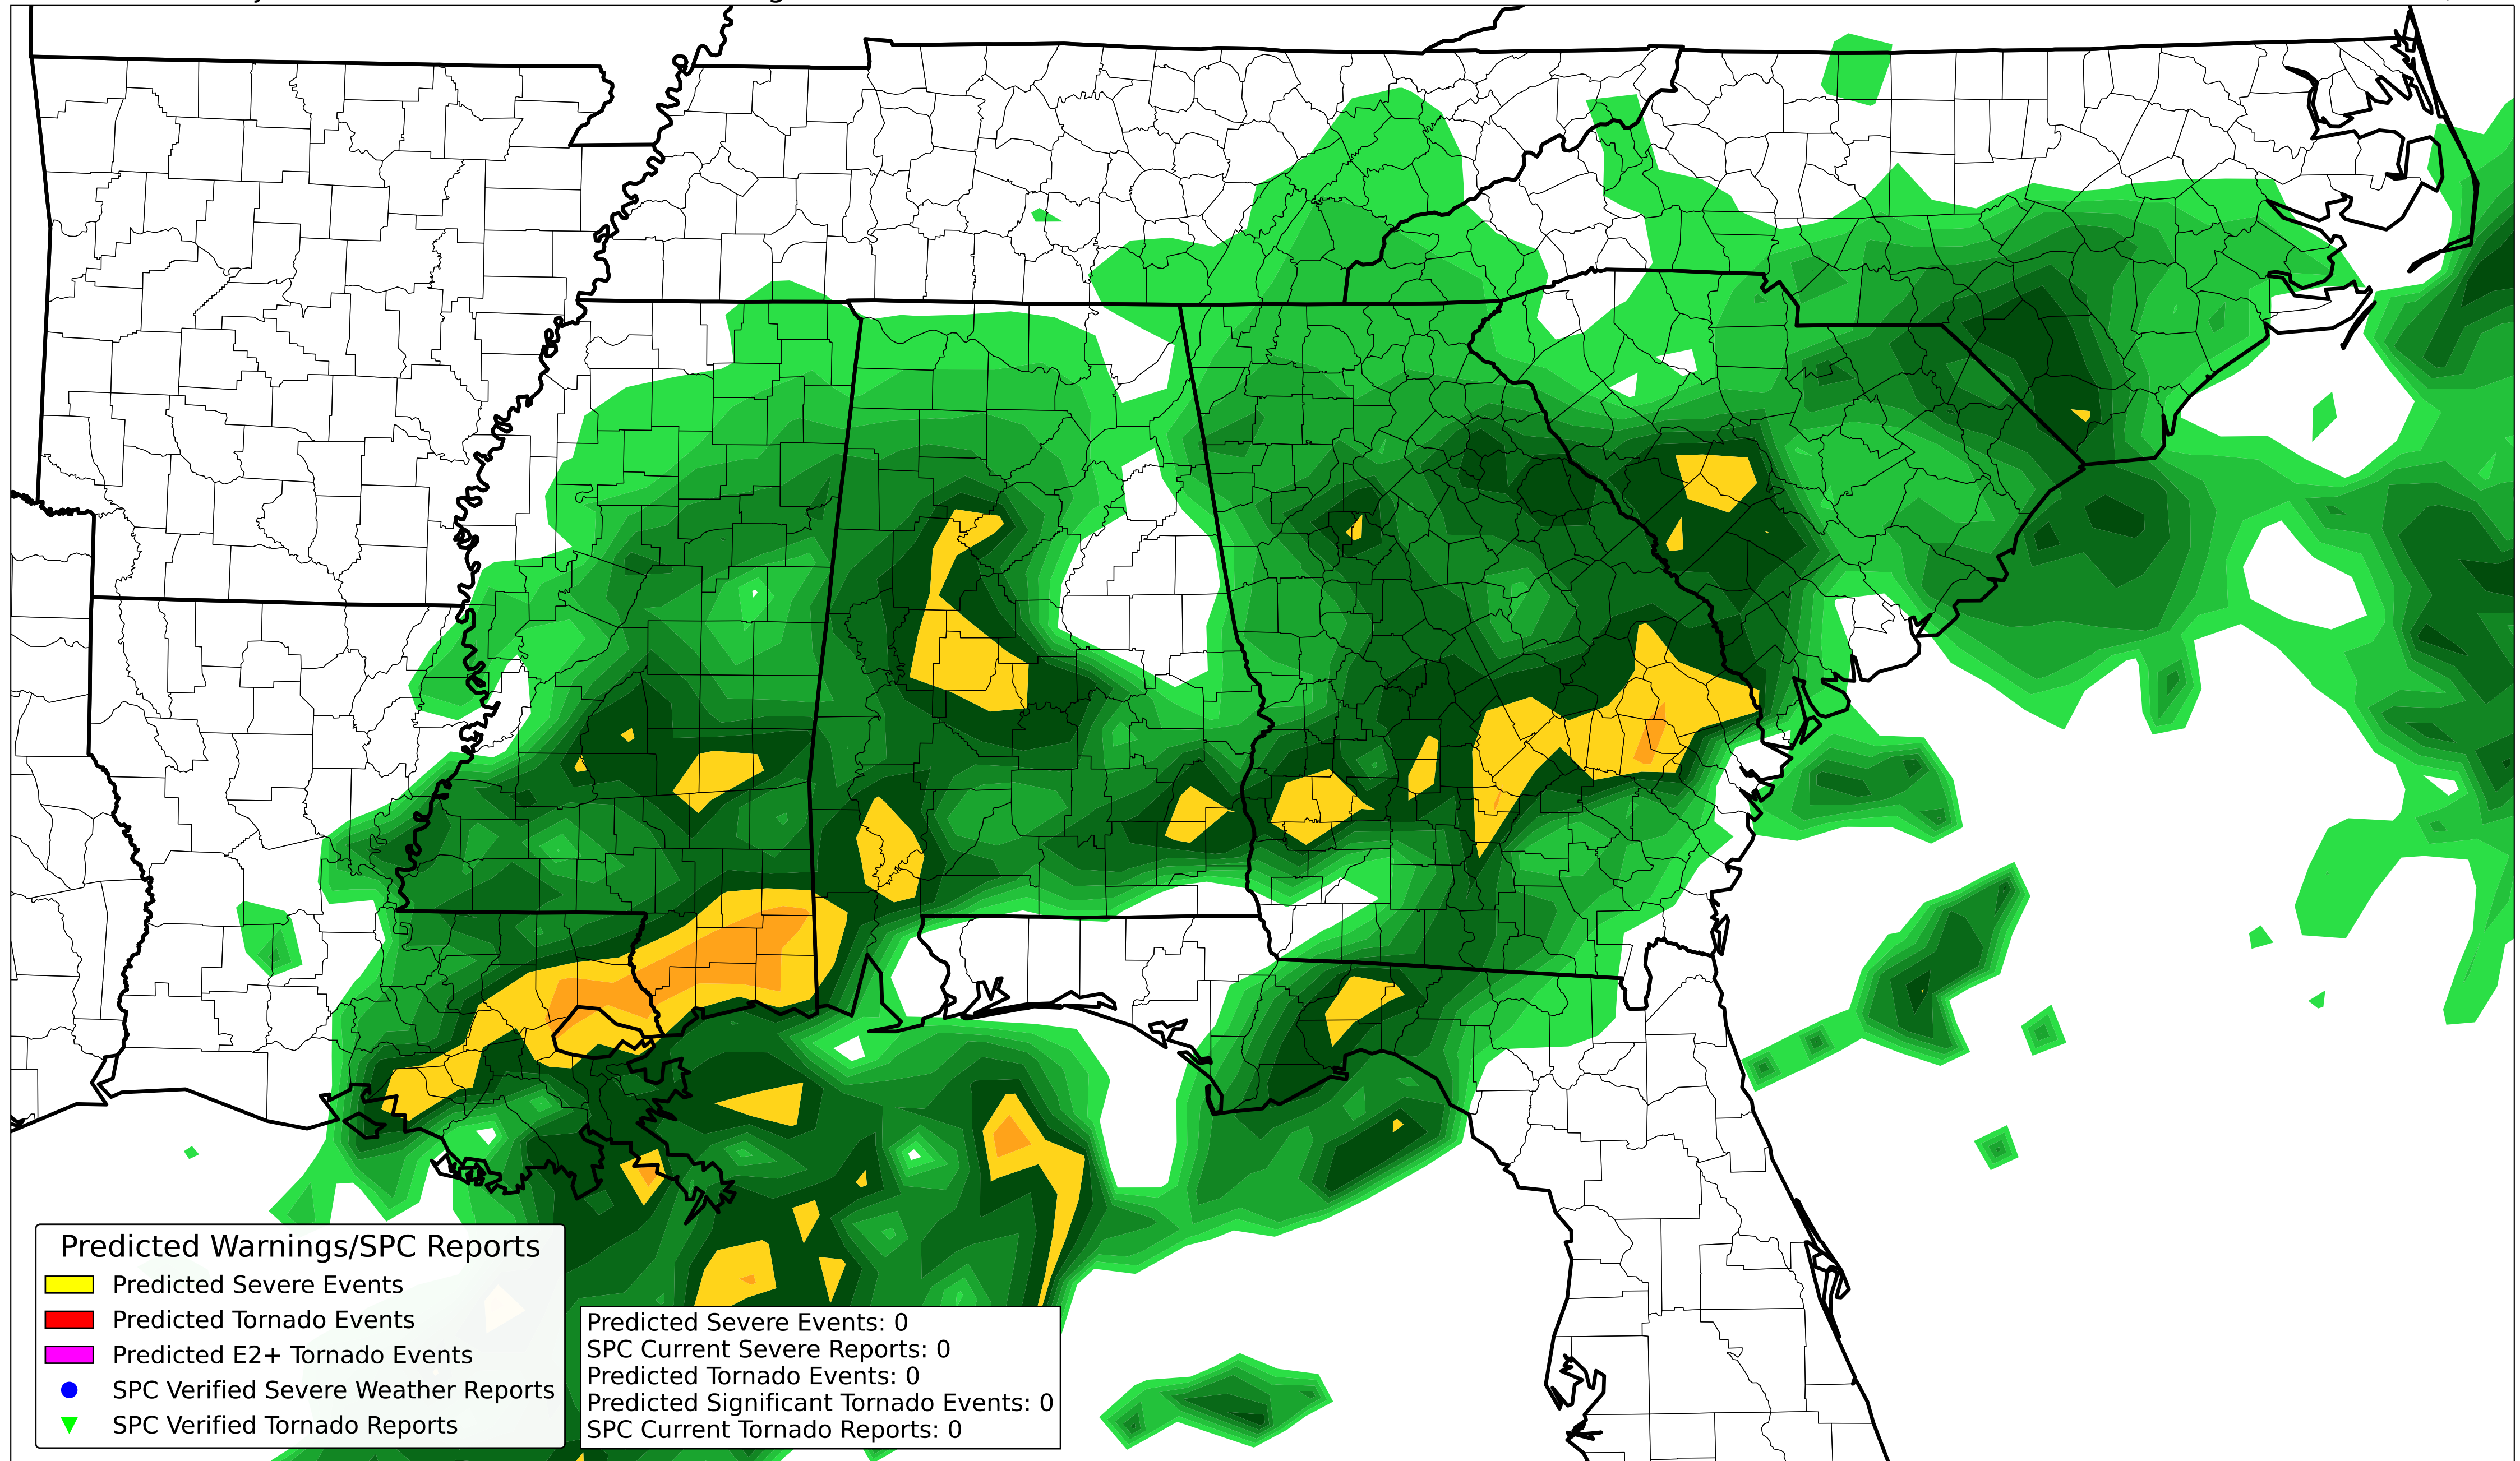 Predicted Warnings/SPC Reports
Predicted Severe Events
Predicted Tornado Events
Predicted E2+ Tornado Events
SPC Verified Severe Weather Reports
SPC Verified Tornado Reports
Predicted Severe Events: 0
SPC Current Severe Reports: 0
Predicted Tornado Events: 0
Predicted Significant Tornado Events: 0
SPC Current Tornado Reports: 0